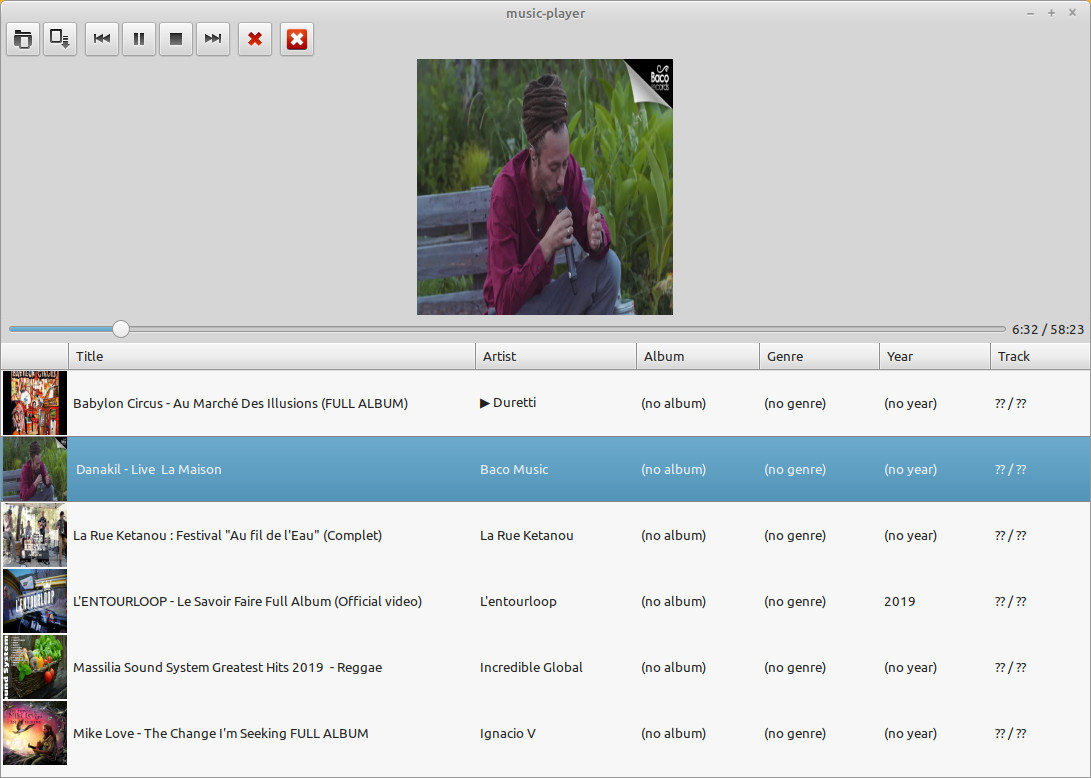 music-player
Baco
records
6:32 / 58:23
Title Artist Album Genre Year Track
Babylon Circus - Au Marché Des Illusions (FULL ALBUM) ▶ Duretti (no album) (no genre) (no year) ?? / ??
Danakil - Live  La Maison Baco Music (no album) (no genre) (no year) ?? / ??
La Rue Ketanou : Festival "Au fil de l'Eau" (Complet) La Rue Ketanou (no album) (no genre) (no year) ?? / ??
L'ENTOURLOOP - Le Savoir Faire Full Album (Official video) L'entourloop (no album) (no genre) 2019 ?? / ??
ENTOURLOOP
Massilia Sound System Greatest Hits 2019  - Reggae Incredible Global (no album) (no genre) (no year) ?? / ??
Mike Love - The Change I'm Seeking FULL ALBUM Ignacio V (no album) (no genre) (no year) ?? / ??